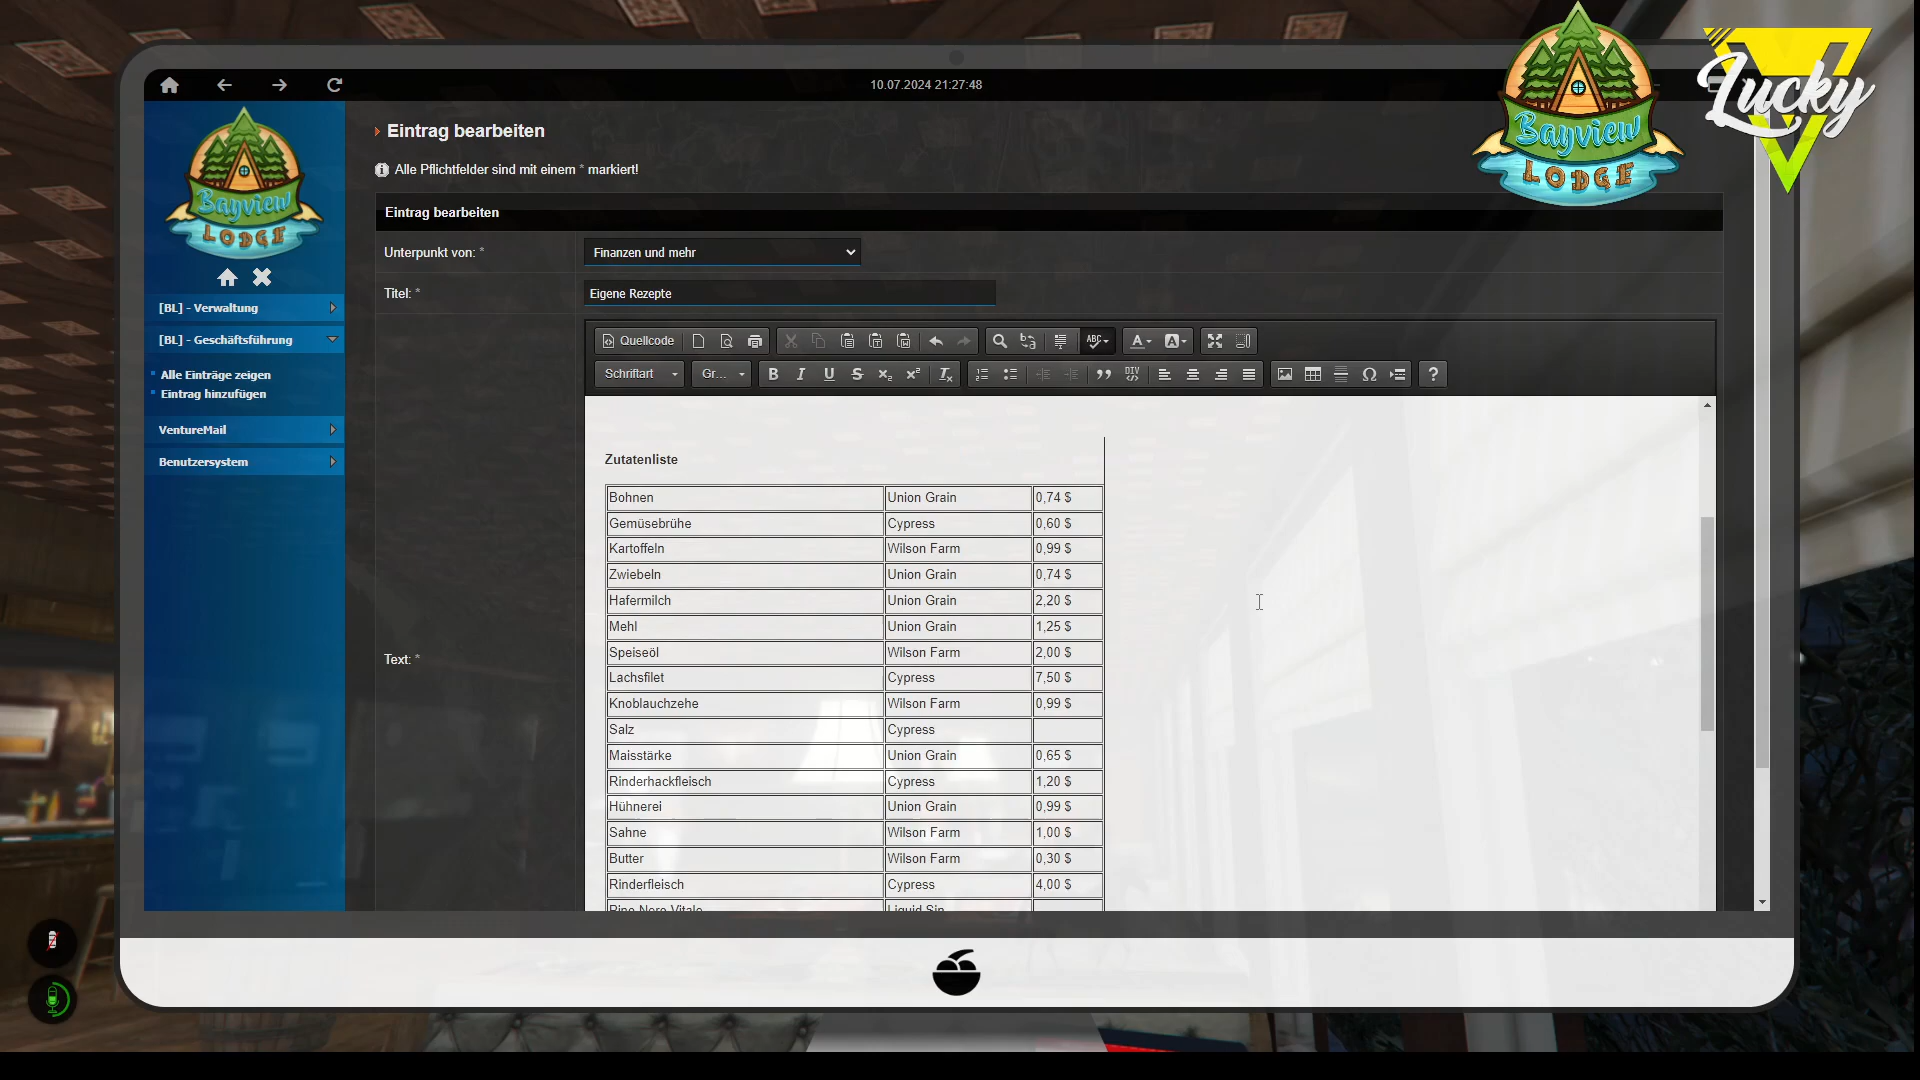 10.07.2024 21:27:48
Bayview
LODGE
Lucky
V
Bayview
LODGE
Eintrag bearbeiten
Alle Pflichtfelder sind mit einem * markiert!
Eintrag bearbeiten
Unterpunkt von: *
Finanzen und mehr
Titel: *
Eigene Rezepte
[BL] - Verwaltung
[BL] - Geschäftsführung
Alle Einträge zeigen
Eintrag hinzufügen
VentureMail
Benutzersystem
Quellcode
ABC
A
A
Schriftart
Gr...
B I U S x₂ x² Tx
DIV
Ω
?
Text: *
Zutatenliste
Bohnen Union Grain 0,74 $
Gemüsebrühe Cypress 0,60 $
Kartoffeln Wilson Farm 0,99 $
Zwiebeln Union Grain 0,74 $
Hafermilch Union Grain 2,20 $
Mehl Union Grain 1,25 $
Speiseöl Wilson Farm 2,00 $
Lachsfilet Cypress 7,50 $
Knoblauchzehe Wilson Farm 0,99 $
Salz Cypress
Maisstärke Union Grain 0,65 $
Rinderhackfleisch Cypress 1,20 $
Hühnerei Union Grain 0,99 $
Sahne Wilson Farm 1,00 $
Butter Wilson Farm 0,30 $
Rinderfleisch Cypress 4,00 $